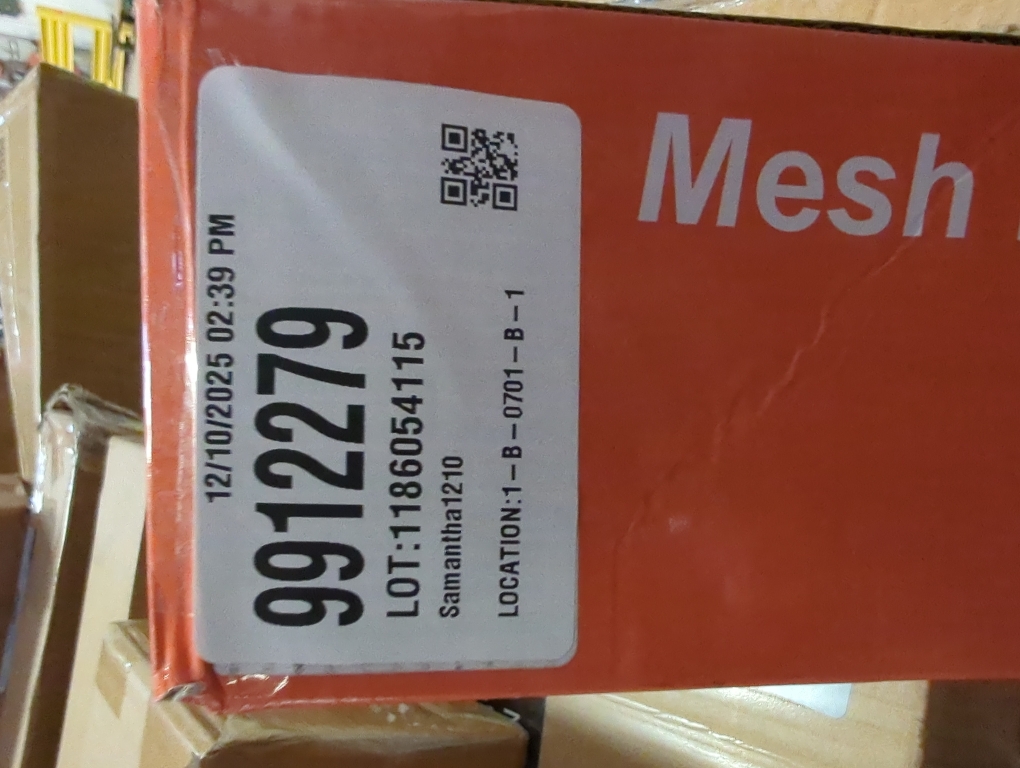 12/10/2025 02:39 PM
9912279
LOT:1186054115
Samantha1210
LOCATION:1-B-0701-B-1
Mesh